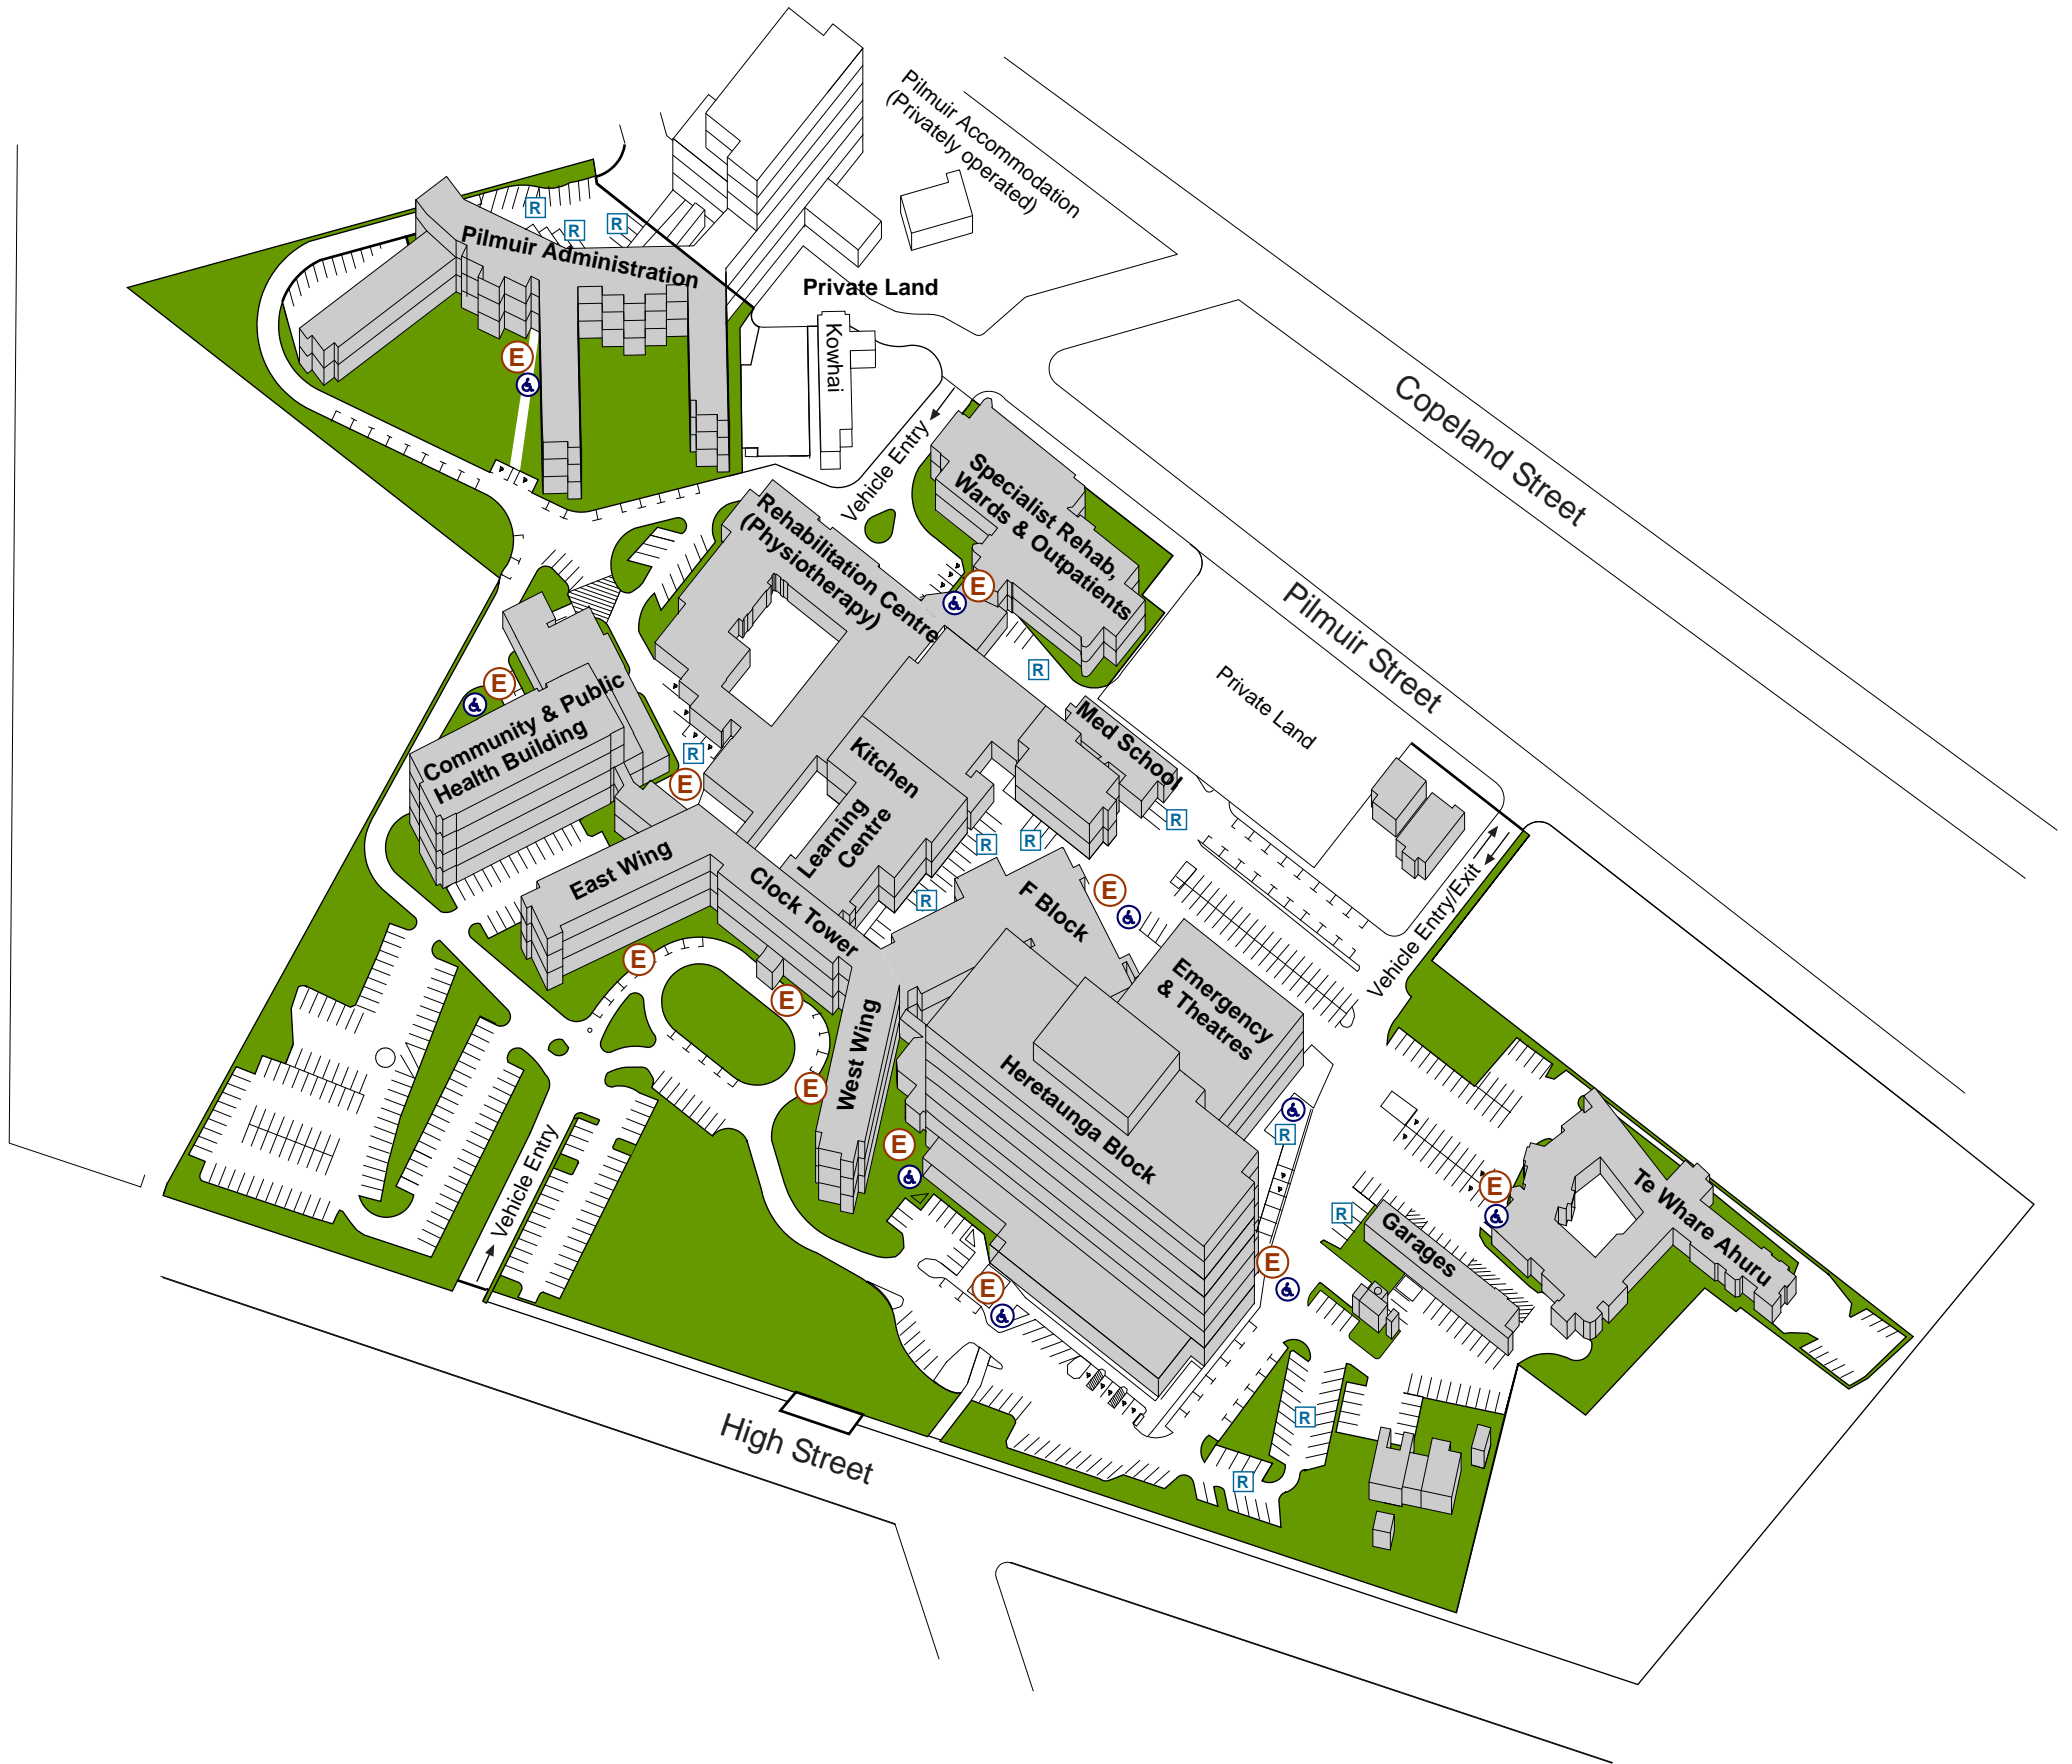 Pilmuir Accommodation
(Privately operated)
R
R
R
Pilmuir Administration
Private Land
Kowhai
E
Copeland Street
Vehicle Entry
Specialist Rehab,
Wards & Outpatients
Rehabilitation Centre
(Physiotherapy)
E
Pilmuir Street
R
E
Private Land
Community & Public
Health Building
Med School
R
E
Kitchen
Learning
Centre
R
R
R
R
East Wing
Clock Tower
F Block
E
Vehicle Entry/Exit
E
E
Emergency
& Theatres
West Wing
E
Heretaunga Block
E
R
Vehicle Entry
E
Te Whare Ahuru
R
Garages
E
E
High Street
R
R